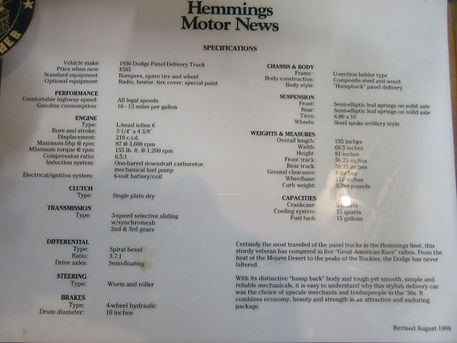 Hemmings
Motor News
SPECIFICATIONS
Vehicle make: 1936 Dodge Panel Delivery Truck
Price when new: $585
Standard equipment: Bumpers, spare tire and wheel
Optional equipment: Radio, heater, tire cover, special paint
PERFORMANCE
Comfortable highway speed: All legal speeds
Gasoline consumption: 10 - 13 miles per gallon
ENGINE
Type: L-head inline 6
Bore and stroke: 3 1/4" x 4 3/8"
Displacement: 218 c.i.d.
Maximum bhp @ rpm: 87 @ 3,600 rpm
Maximum torque @ rpm: 155 lb. ft. @ 1,200 rpm
Compression ratio: 6.5:1
Induction system: One-barrel downdraft carburetor,
mechanical fuel pump
Electrical/ignition system: 6-volt battery/coil
CLUTCH
Type: Single plate dry
TRANSMISSION
Type: 3-speed selective sliding
w/synchromesh
2nd & 3rd gears
DIFFERENTIAL
Type: Spiral bevel
Ratio: 3.7:1
Drive axles: Semi-floating
STEERING
Type: Worm and roller
BRAKES
Type: 4-wheel hydraulic
Drum diameter: 10 inches
CHASSIS & BODY
Frame: U-section ladder type
Body construction: Composite steel and wood
Body style: "Humpback" panel delivery
SUSPENSION
Front: Semi-elliptic leaf springs on solid axle
Rear: Semi-elliptic leaf springs on solid axle
Tires: 6.00 x 16
Wheels: Steel spoke artillery style
WEIGHTS & MEASURES
Overall length: 195 inches
Width: 69.5 inches
Height: 81 inches
Front track: 56.25 inches
Rear track: 58.75 inches
Ground clearance: 8 inches
Wheelbase: 116 inches
Curb weight: pounds
CAPACITIES
Crankcase: 5 quarts
Cooling system: 15 quarts
Fuel tank: 15 gallons
Certainly the most traveled of the panel trucks in the Hemmings fleet, this
sturdy veteran has competed in five "Great American Race" rallies. From the
heat of the Mojave Desert to the peaks of the Rockies, the Dodge has never
faltered.
With its distinctive "hump back" body and tough yet smooth, simple and
reliable mechanicals, it is easy to understand why this stylish delivery car
was the choice of upscale merchants and tradespeople in the '30s. It
combines economy, beauty and strength in an attractive and enduring
package.
Revised August 1998